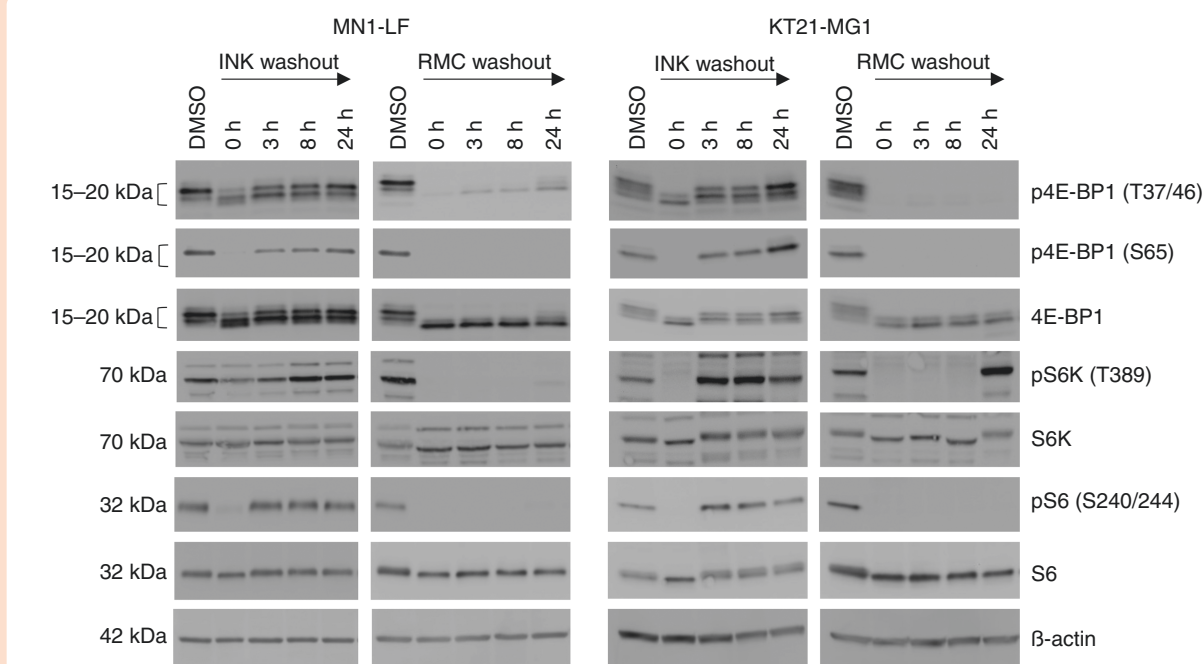 MN1-LF KT21-MG1
INK washout RMC washout INK washout RMC washout
DMSO 0 h 3 h 8 h 24 h DMSO 0 h 3 h 8 h 24 h DMSO 0 h 3 h 8 h 24 h DMSO 0 h 3 h 8 h 24 h
15–20 kDa p4E-BP1 (T37/46)
15–20 kDa p4E-BP1 (S65)
15–20 kDa 4E-BP1
70 kDa pS6K (T389)
70 kDa S6K
32 kDa pS6 (S240/244)
32 kDa S6
42 kDa ß-actin